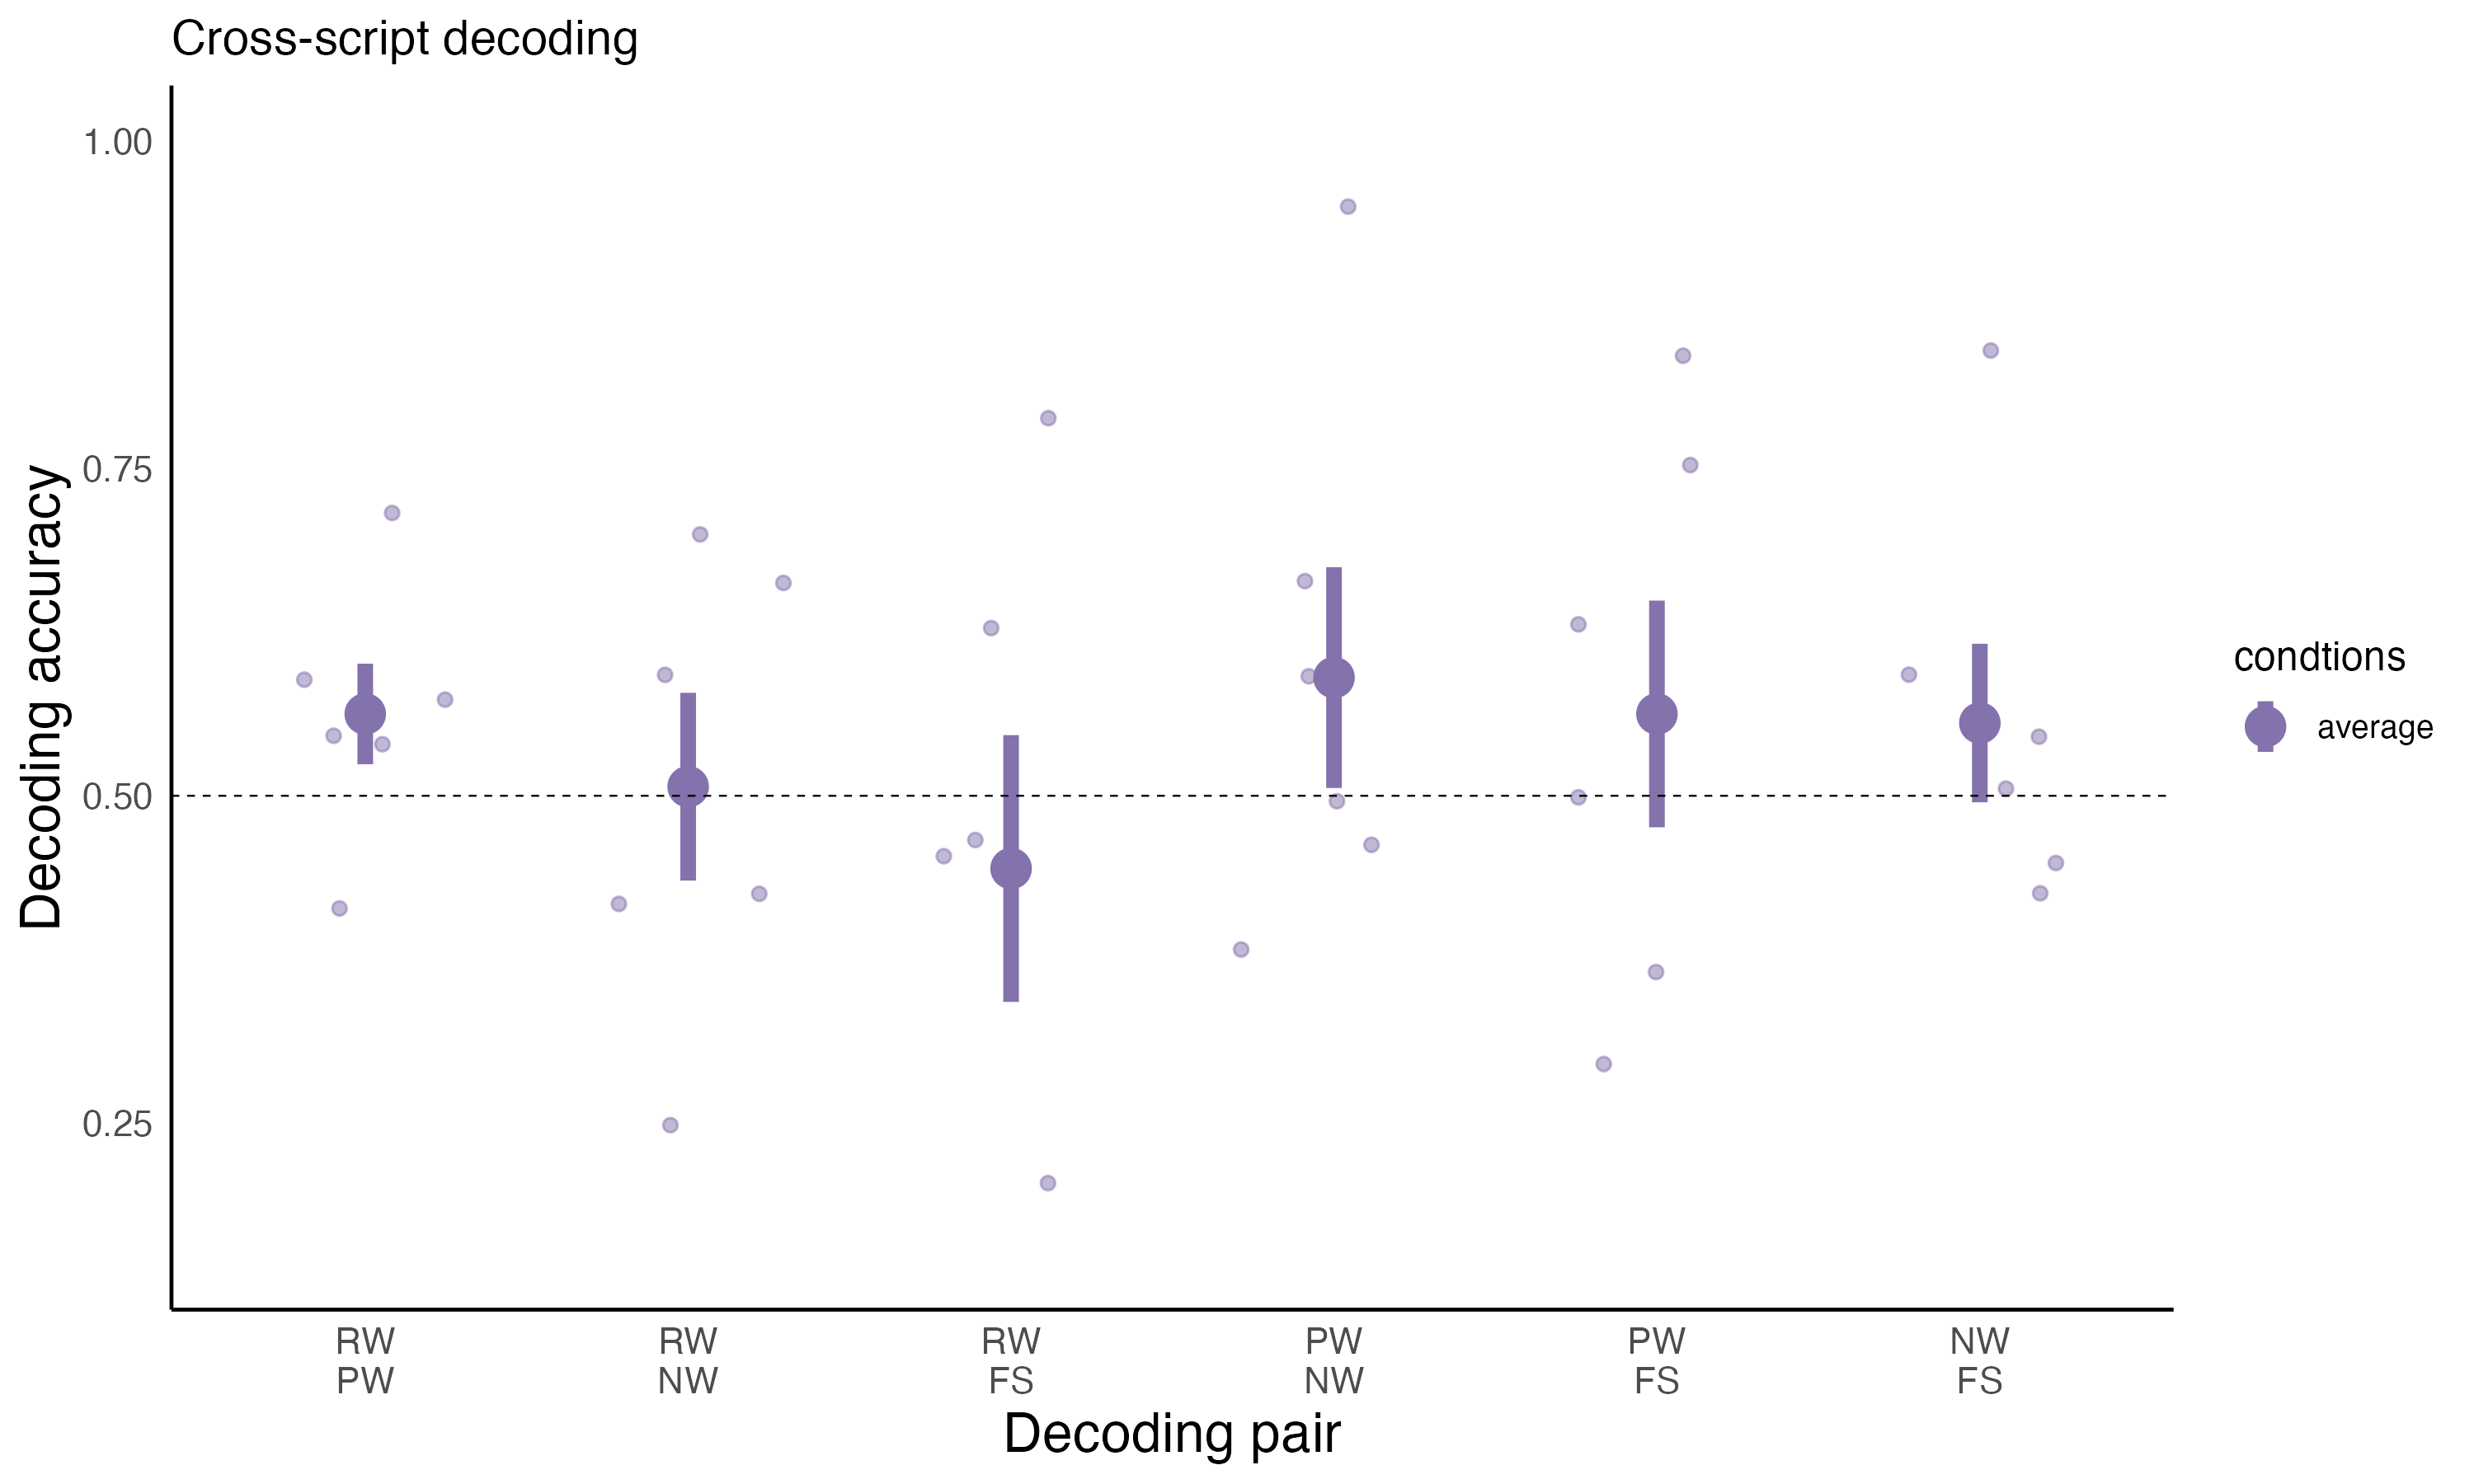 Cross-script decoding
Decoding accuracy
1.00
0.75
0.50
0.25
RW
PW
RW
NW
RW
FS
PW
NW
PW
FS
NW
FS
Decoding pair
condtions
average